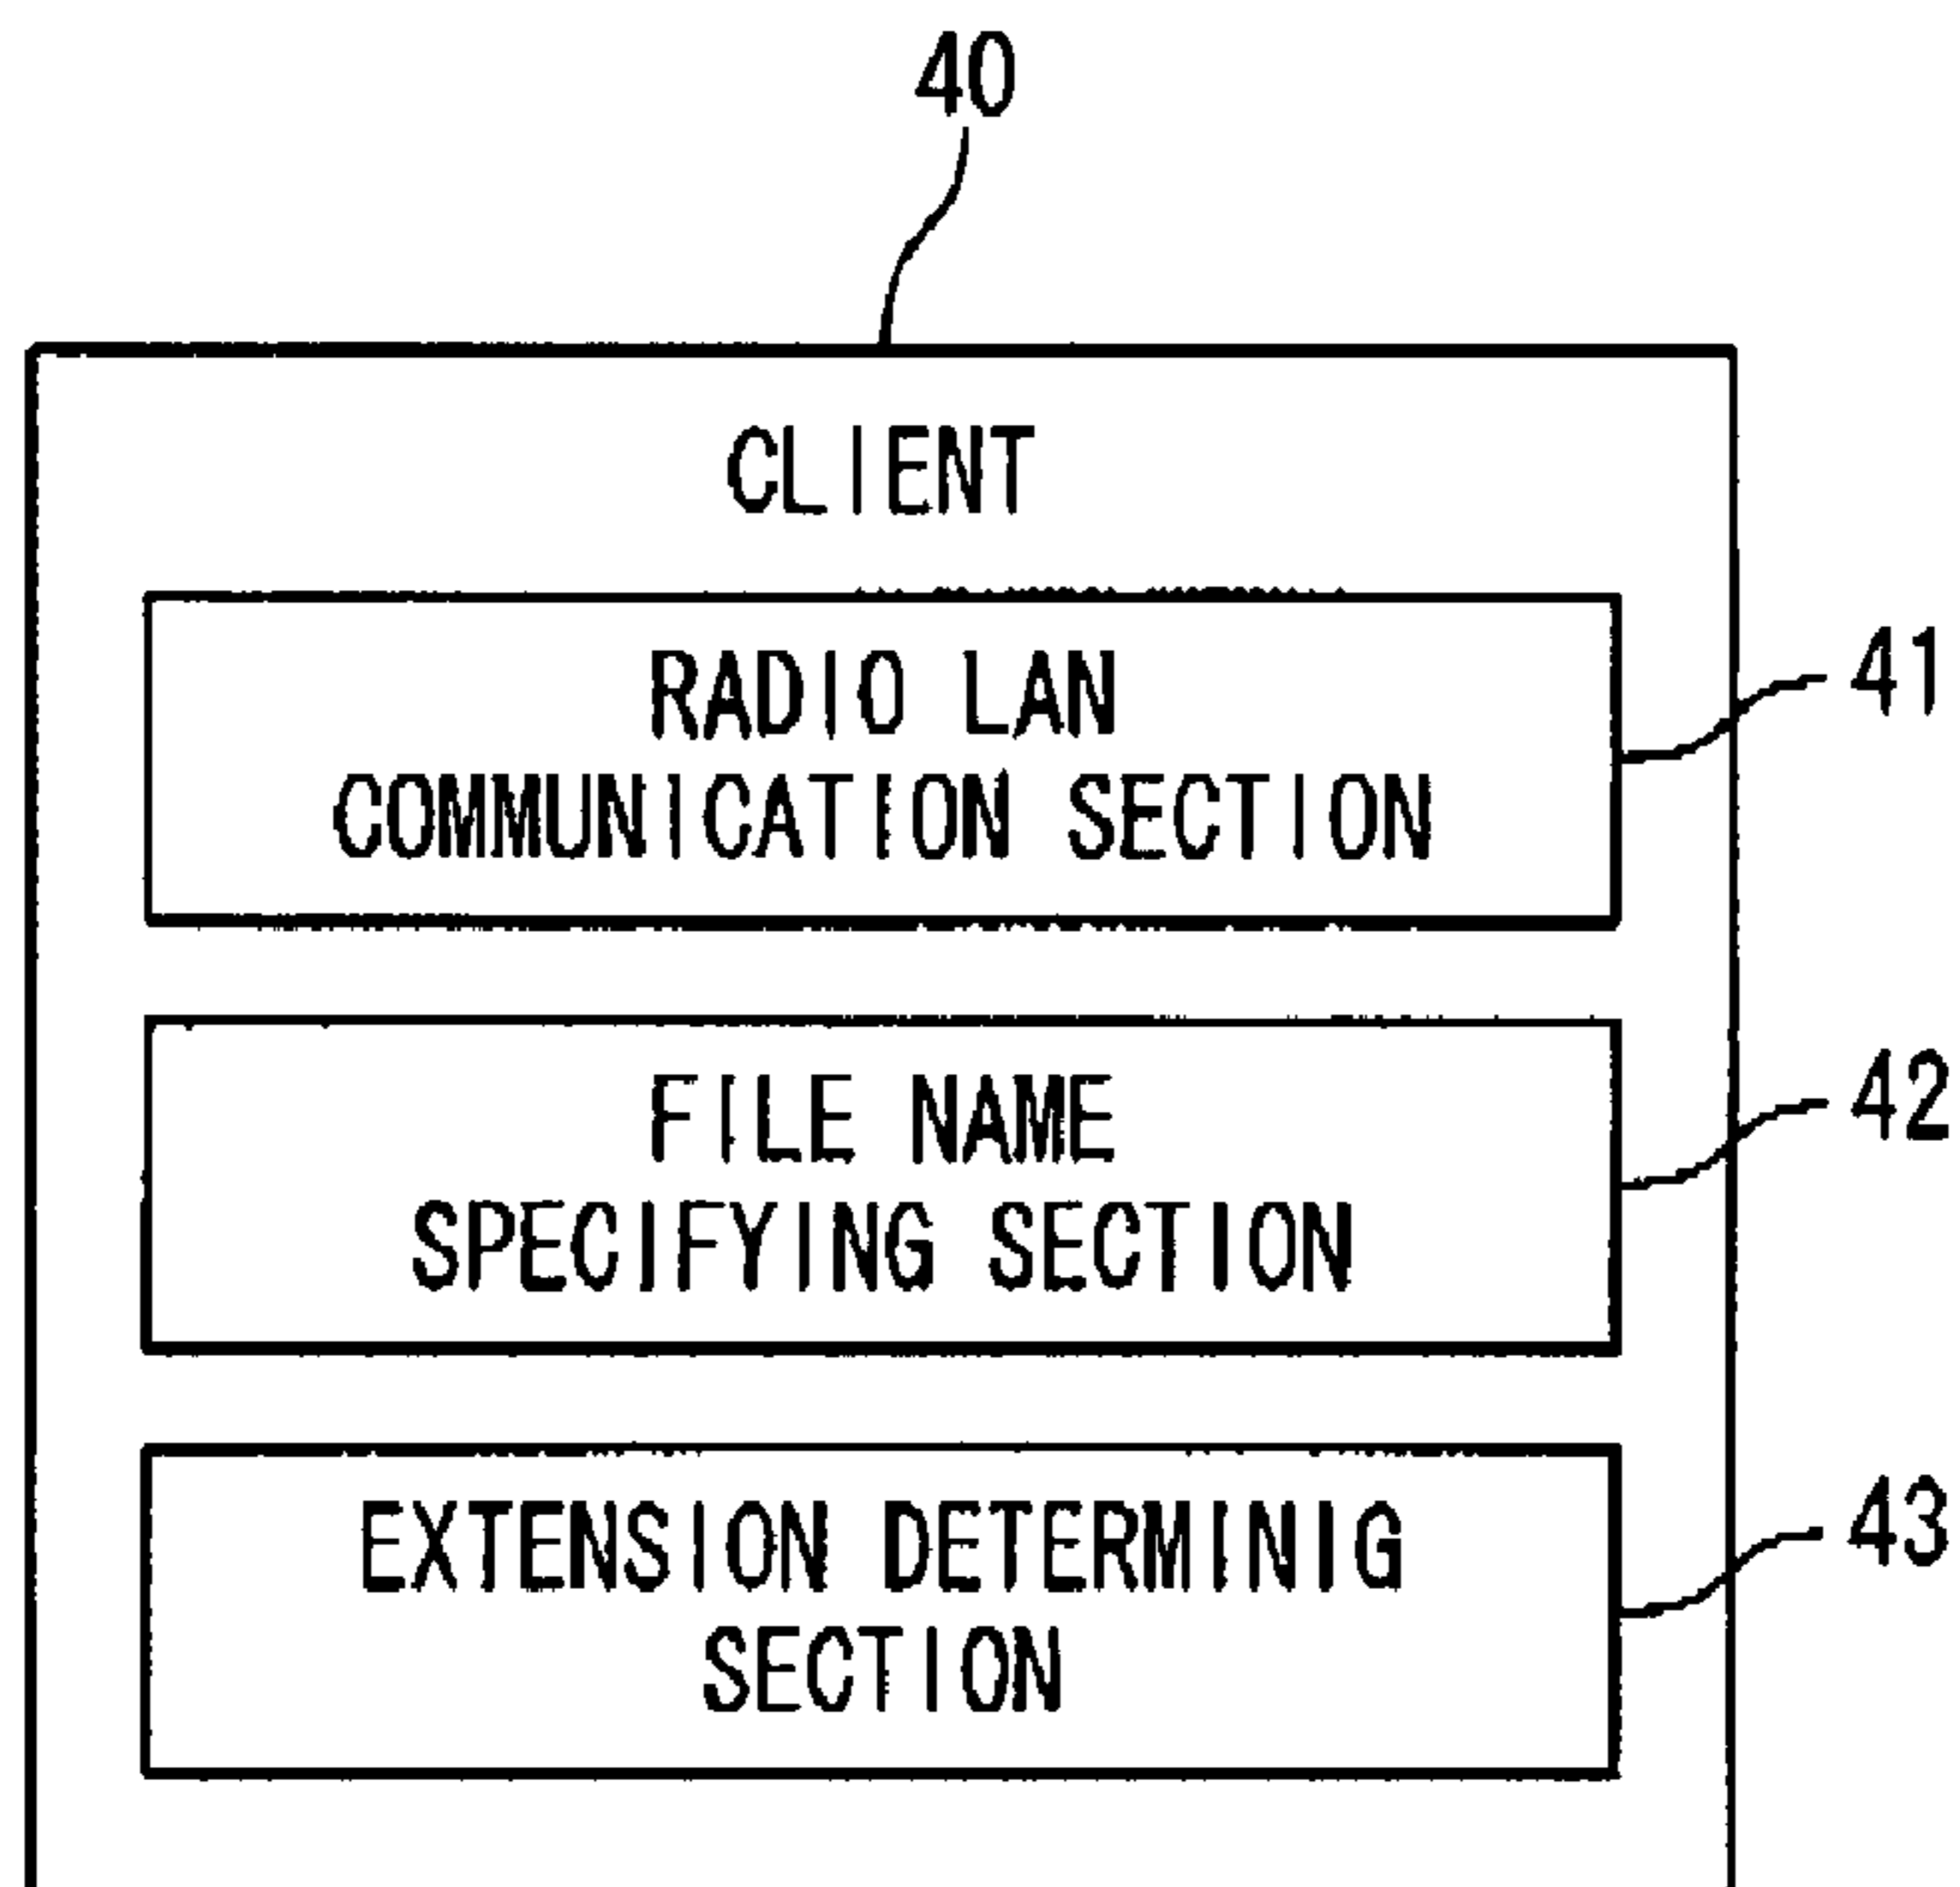 40
CLIENT
RADIO LAN
COMMUNICATION SECTION
41
FILE NAME
SPECIFYING SECTION
42
EXTENSION DETERMINIG
SECTION
43